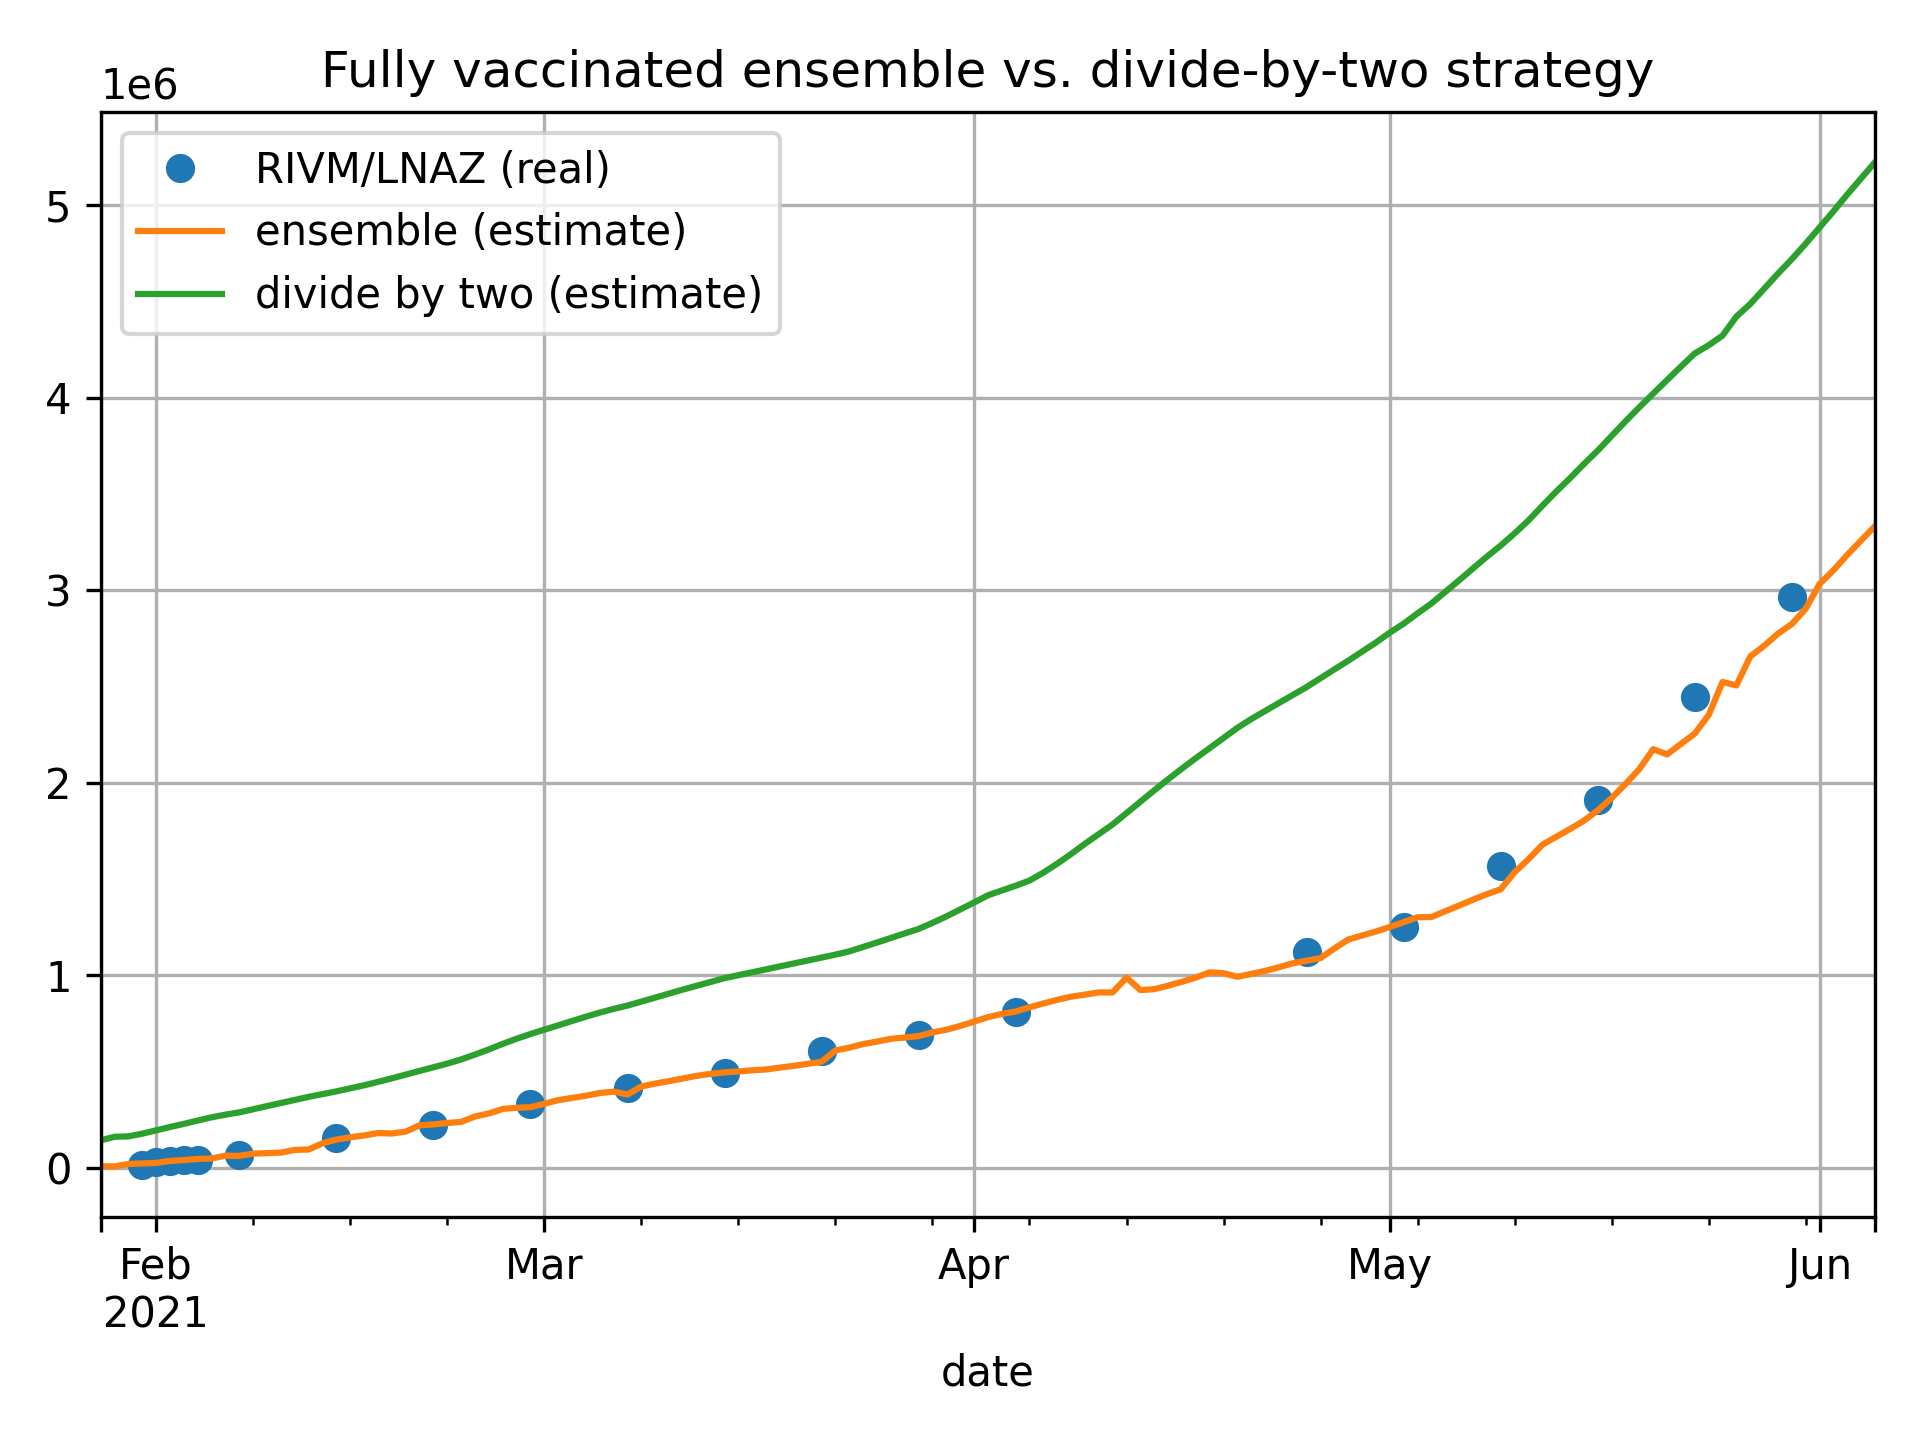 Fully vaccinated ensemble vs. divide-by-two strategy
1e6
RIVM/LNAZ (real)
ensemble (estimate)
divide by two (estimate)
5
4
3
2
1
0
Feb Mar Apr May Jun
2021
date